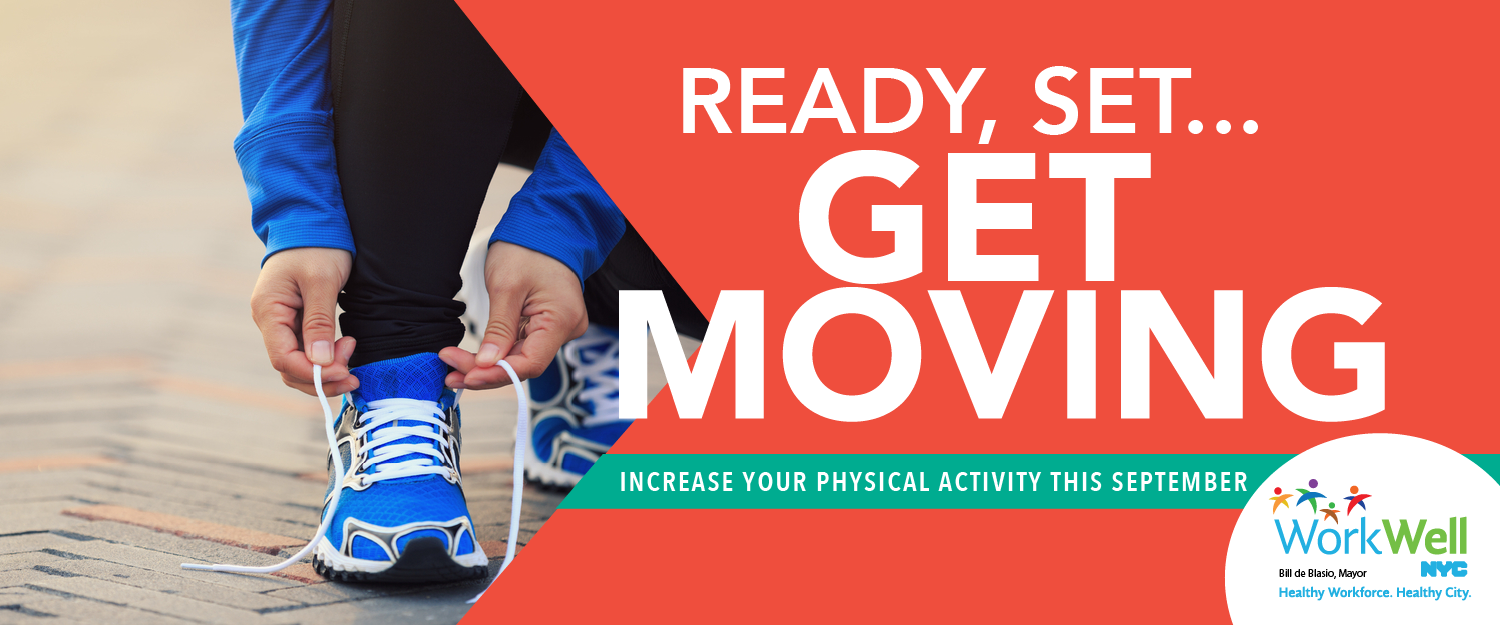 READY, SET...
GET
MOVING
INCREASE YOUR PHYSICAL ACTIVITY THIS SEPTEMBER
WorkWell
Bill de Blasio, Mayor NYC
Healthy Workforce. Healthy City.